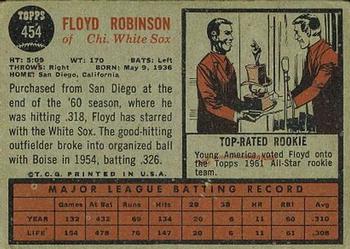 TOPPS
454
FLOYD ROBINSON
of Chi. White Sox
HT: 5:09 WT: 170 BATS: Left
THROWS: Right BORN: May 9, 1936
HOME: San Diego, California
Purchased from San Diego at
the end of the '60 season, where
he was hitting .318, Floyd has starred
with the White Sox. The good-hitting
outfielder broke into organized ball
with Boise in 1954, batting .326.
©T.C.G. PRINTED IN U.S.A.
TOP-RATED ROOKIE
Young America voted Floyd onto
the Topps 1961 All-Star rookie
team.
MAJOR LEAGUE BATTING RECORD
Games At Bat Runs Hits 2B 3B HR RBI Avg.
YEAR 132 432 69 134 20 6 11 60 .310
LIFE 154 478 76 147 20 6 11 61 .308